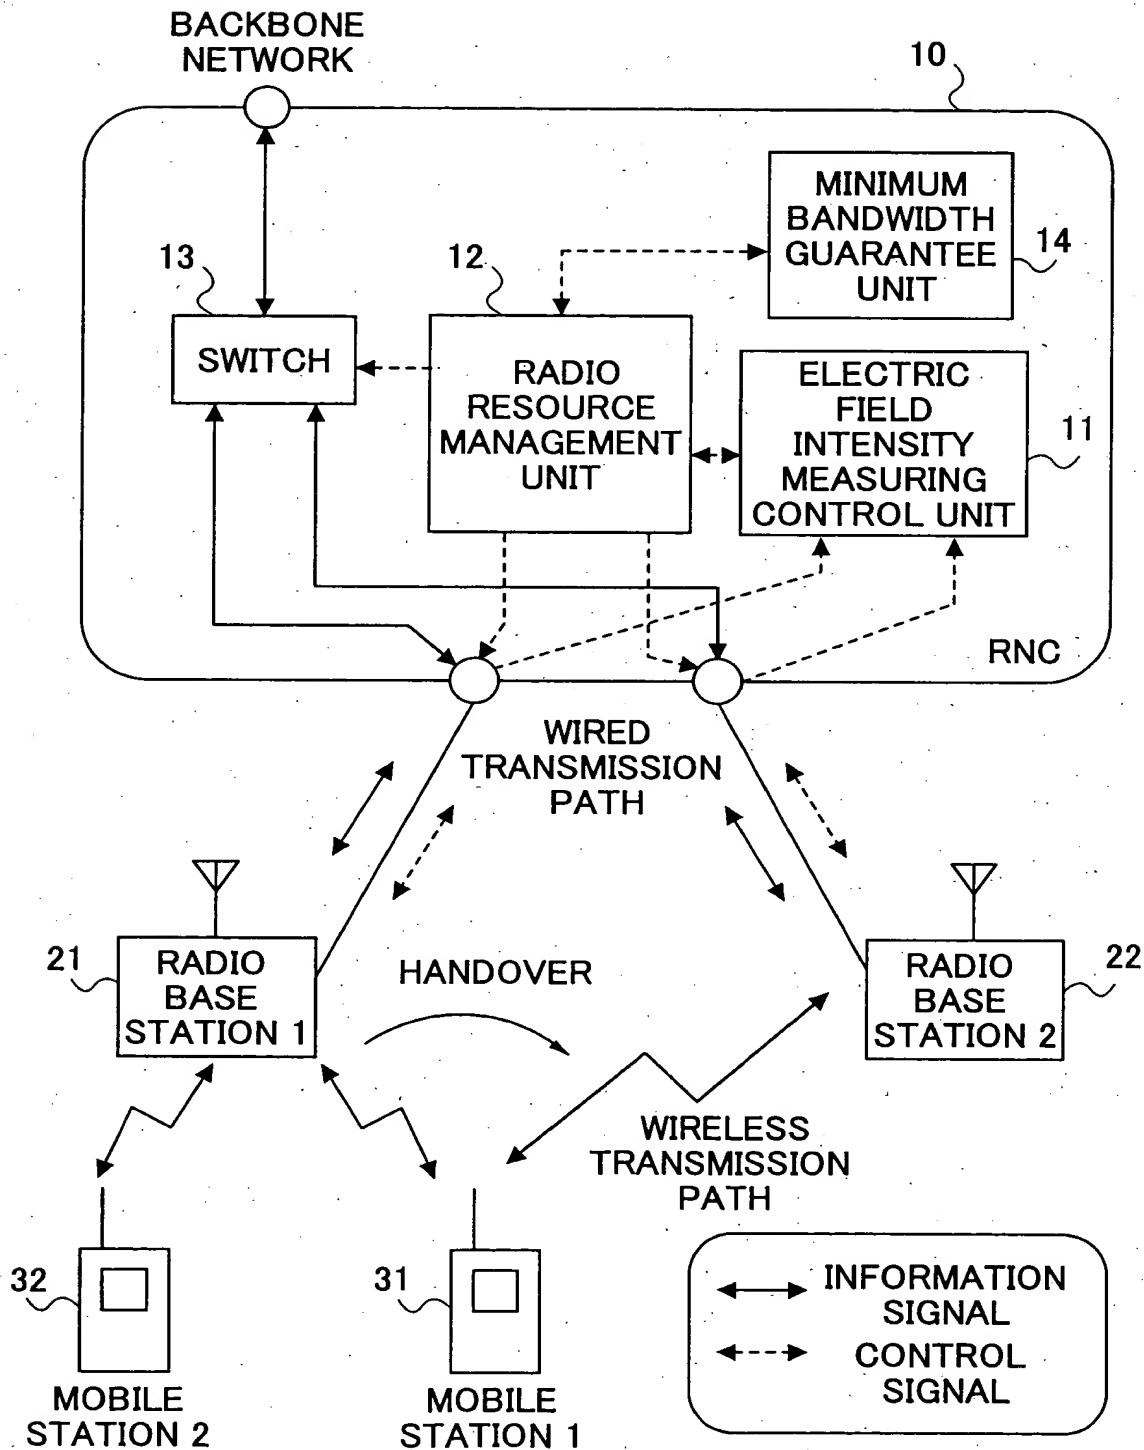 BACKBONE
NETWORK
10
MINIMUM
BANDWIDTH
GUARANTEE
UNIT
14
13
12
SWITCH
RADIO
RESOURCE
MANAGEMENT
UNIT
ELECTRIC
FIELD
INTENSITY
MEASURING
CONTROL UNIT
11
RNC
WIRED
TRANSMISSION
PATH
21
RADIO
BASE
STATION 1
HANDOVER
RADIO
BASE
STATION 2
22
WIRELESS
TRANSMISSION
PATH
32
MOBILE
STATION 2
31
MOBILE
STATION 1
INFORMATION
SIGNAL
CONTROL
SIGNAL